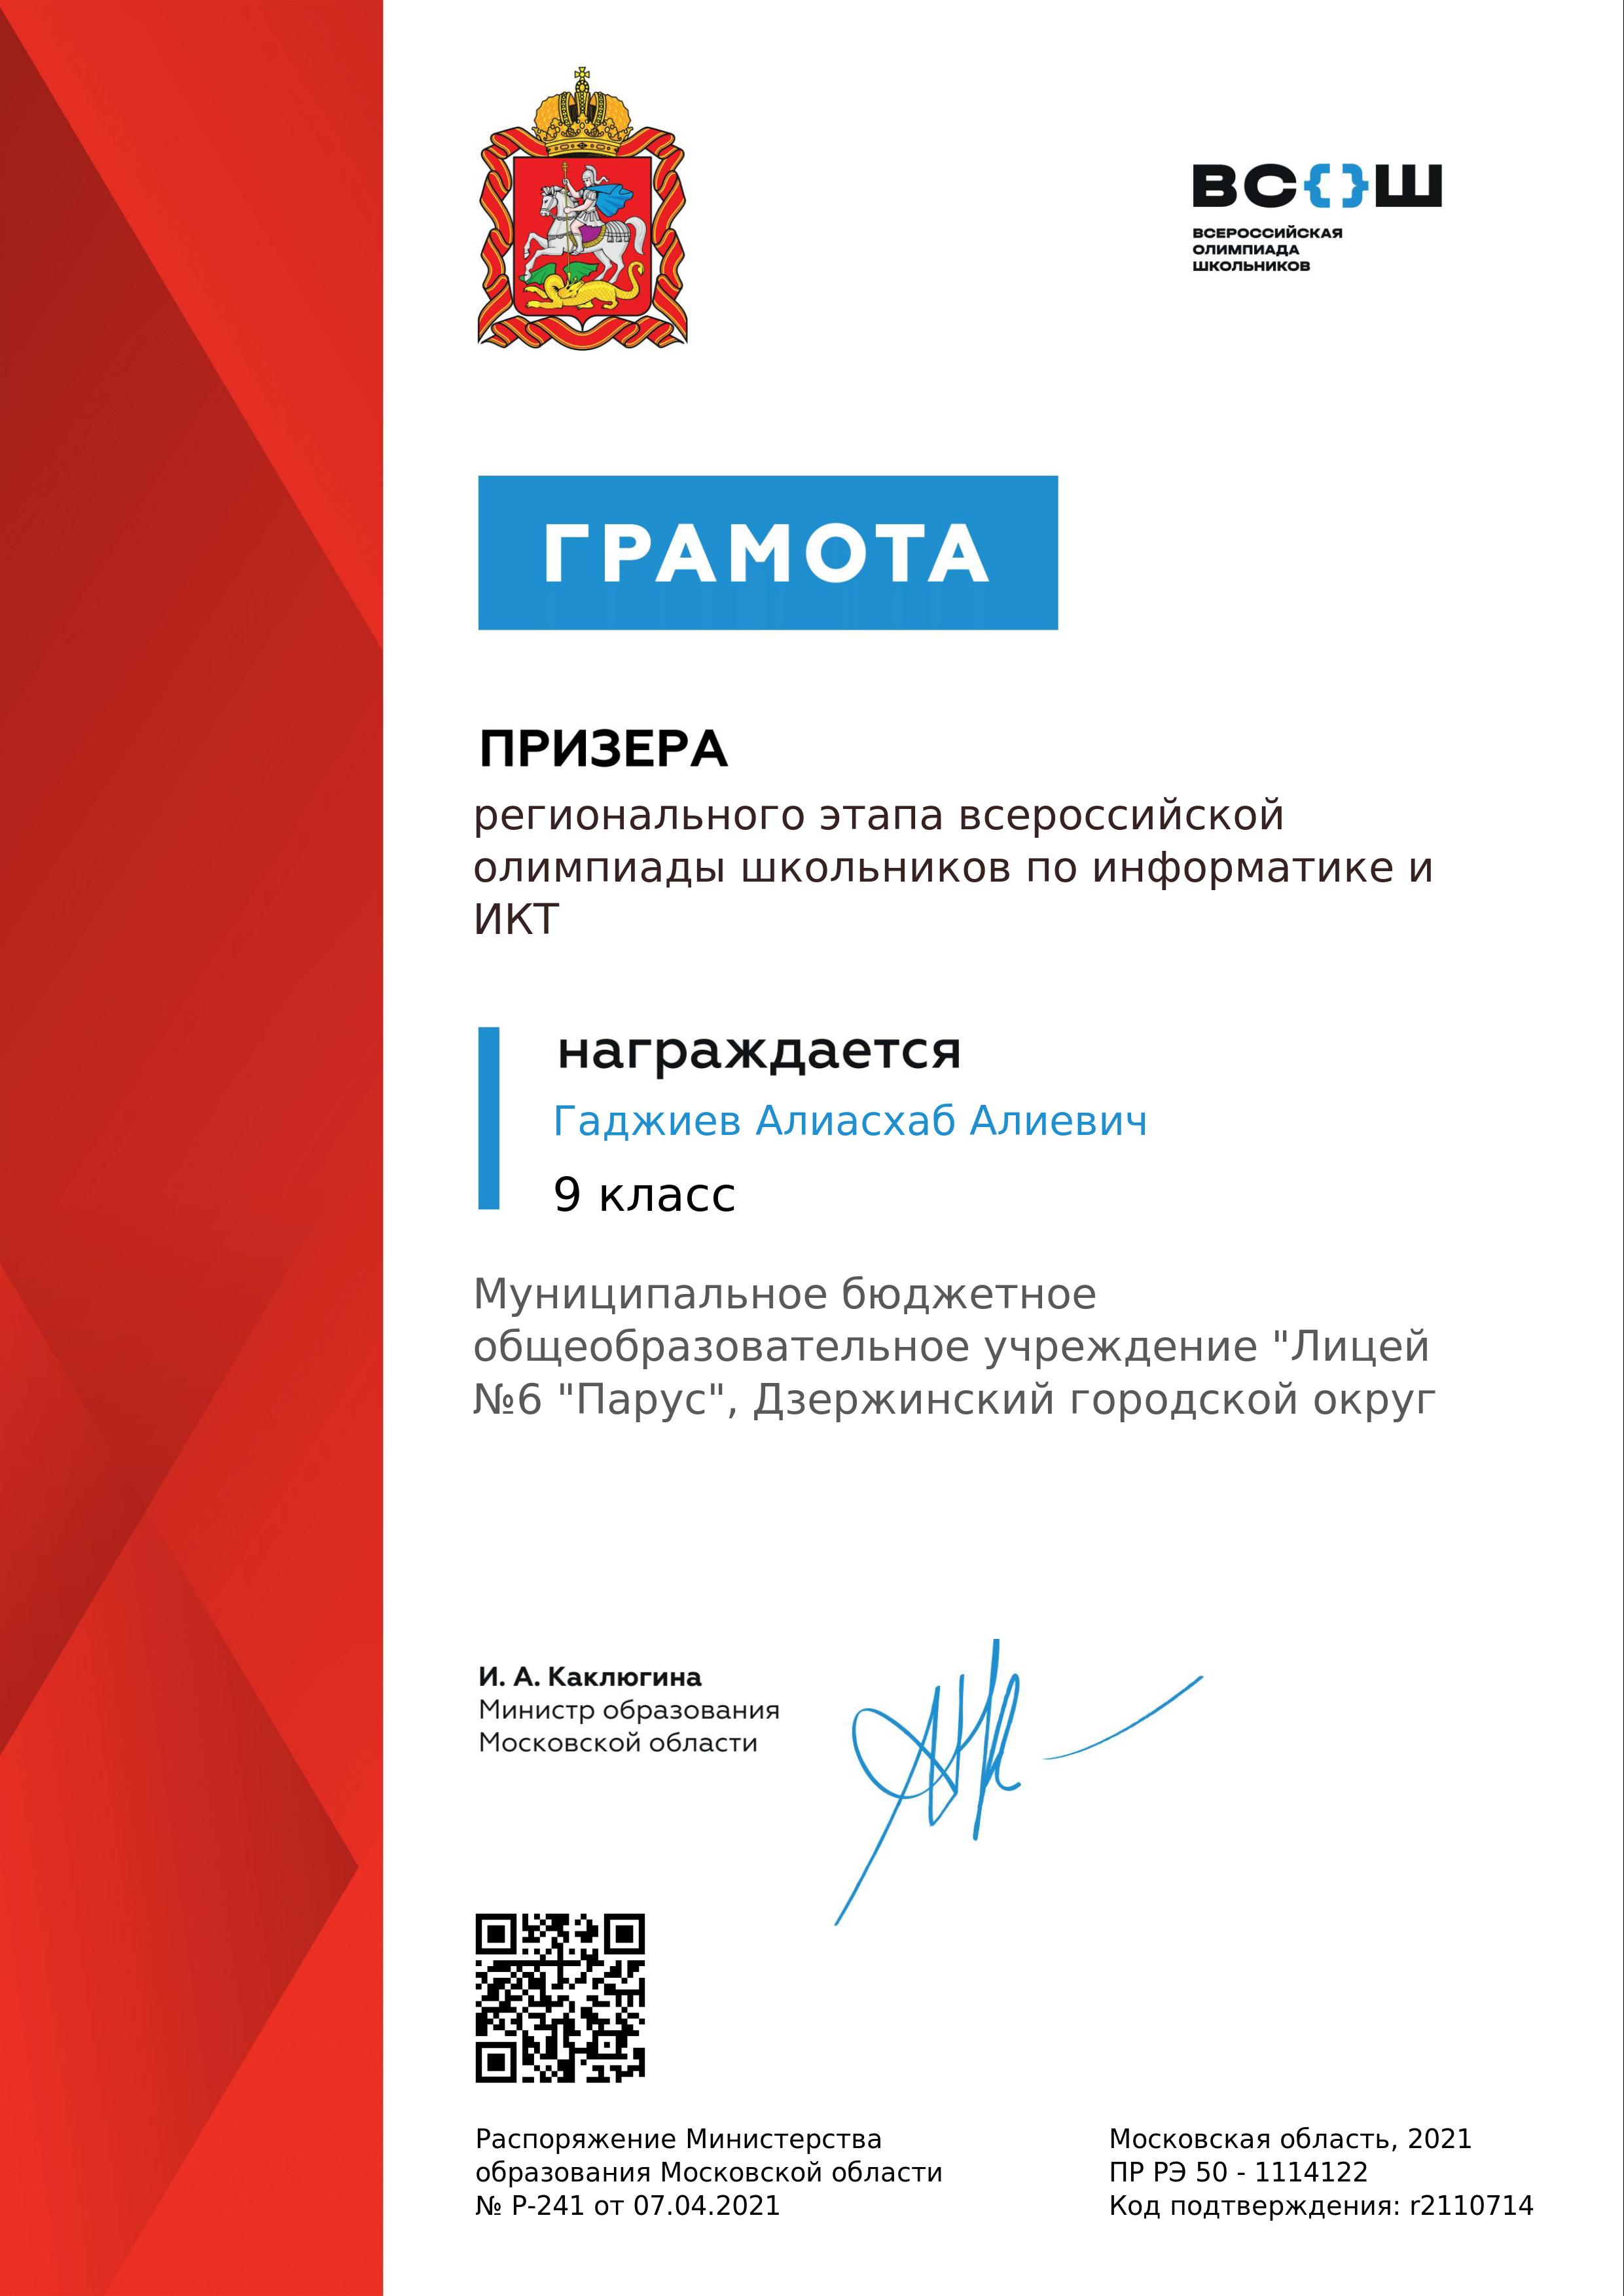 ВС{}Ш
ВСЕРОССИЙСКАЯ
ОЛИМПИАДА
ШКОЛЬНИКОВ
ГРАМОТА
ПРИЗЕРА
регионального этапа всероссийской
олимпиады школьников по информатике и
ИКТ
награждается
Гаджиев Алиасхаб Алиевич
9 класс
Муниципальное бюджетное
общеобразовательное учреждение "Лицей
№6 "Парус", Дзержинский городской округ
И. А. Каклюгина
Министр образования
Московской области
Распоряжение Министерства
образования Московской области
№ Р-241 от 07.04.2021
Московская область, 2021
ПР РЭ 50 - 1114122
Код подтверждения: r2110714